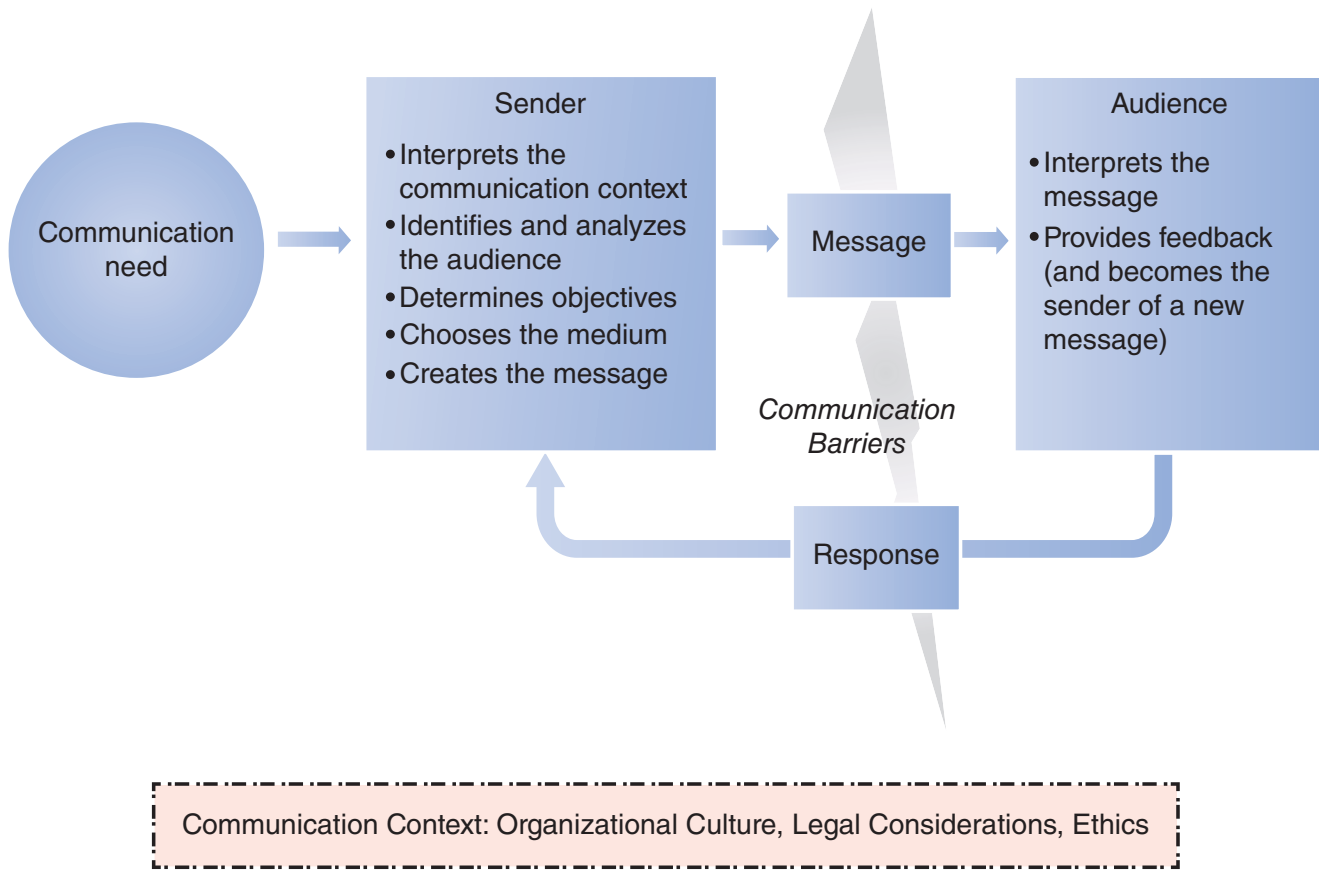 Communication
need
Sender
•Interprets the
communication context
•Identifies and analyzes
the audience
•Determines objectives
•Chooses the medium
•Creates the message
Message
Audience
•Interprets the
message
•Provides feedback
(and becomes the
sender of a new
message)
Communication
Barriers
Response
Communication Context: Organizational Culture, Legal Considerations, Ethics